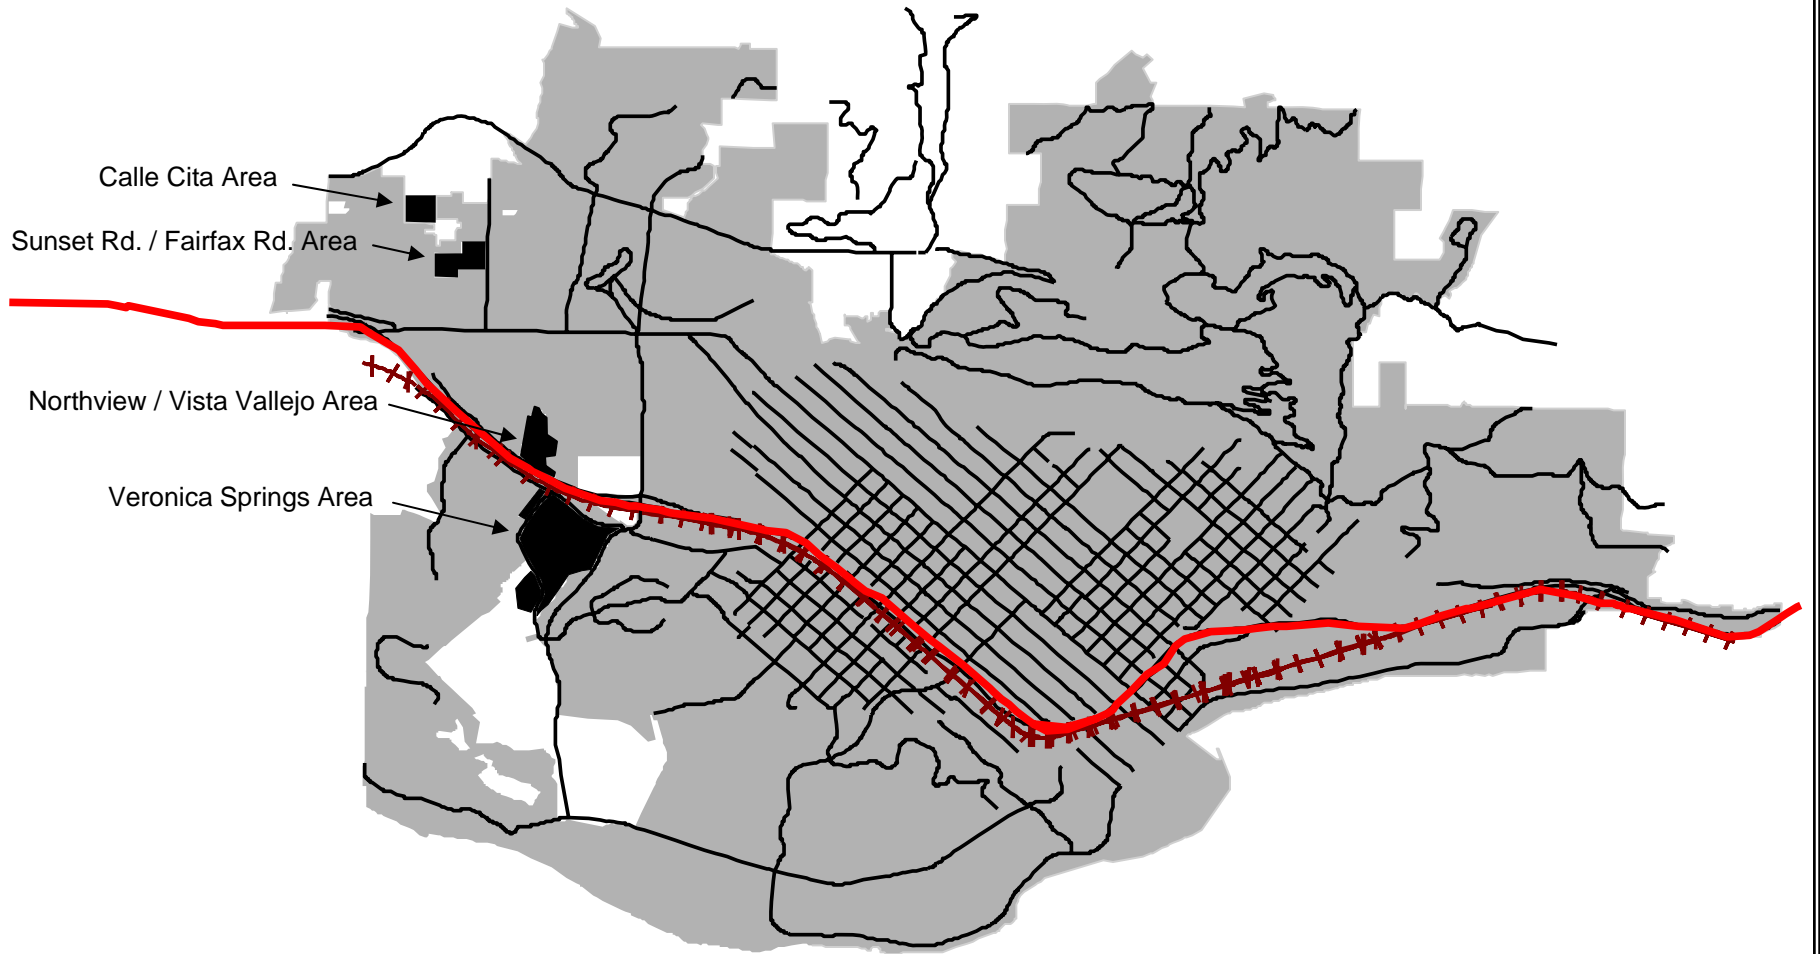 Calle Cita Area
Sunset Rd. / Fairfax Rd. Area
Northview / Vista Vallejo Area
Veronica Springs Area